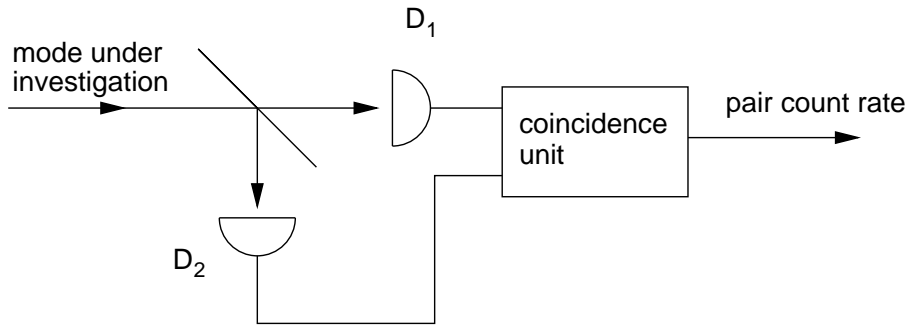 D1
mode under
investigation
pair count rate
coincidence
unit
D2